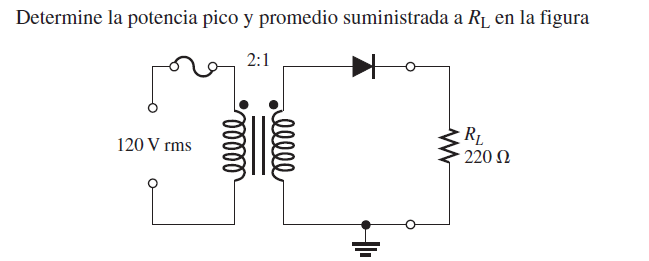 Determine la potencia pico y promedio suministrada a RL en la figura
2:1
120 V rms
RL
220 Ω